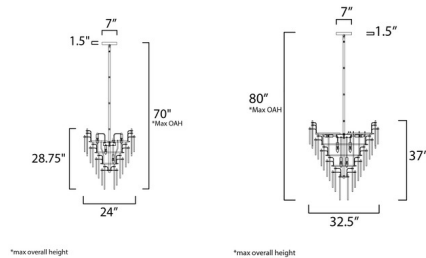 7"
1.5"
70"
*Max OAH
28.75"
24"
*max overall height
7"
1.5"
80"
*Max OAH
37"
32.5"
*max overall height